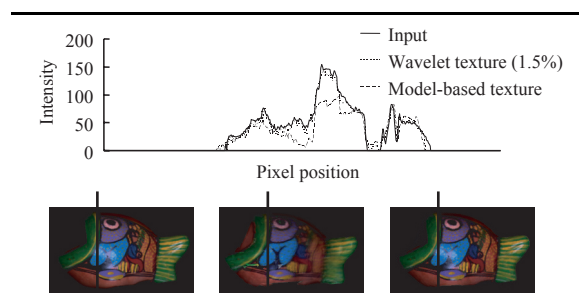 200
Input
150
Wavelet texture (1.5%)
100
Model-based texture
50
0
Intensity
Pixel position